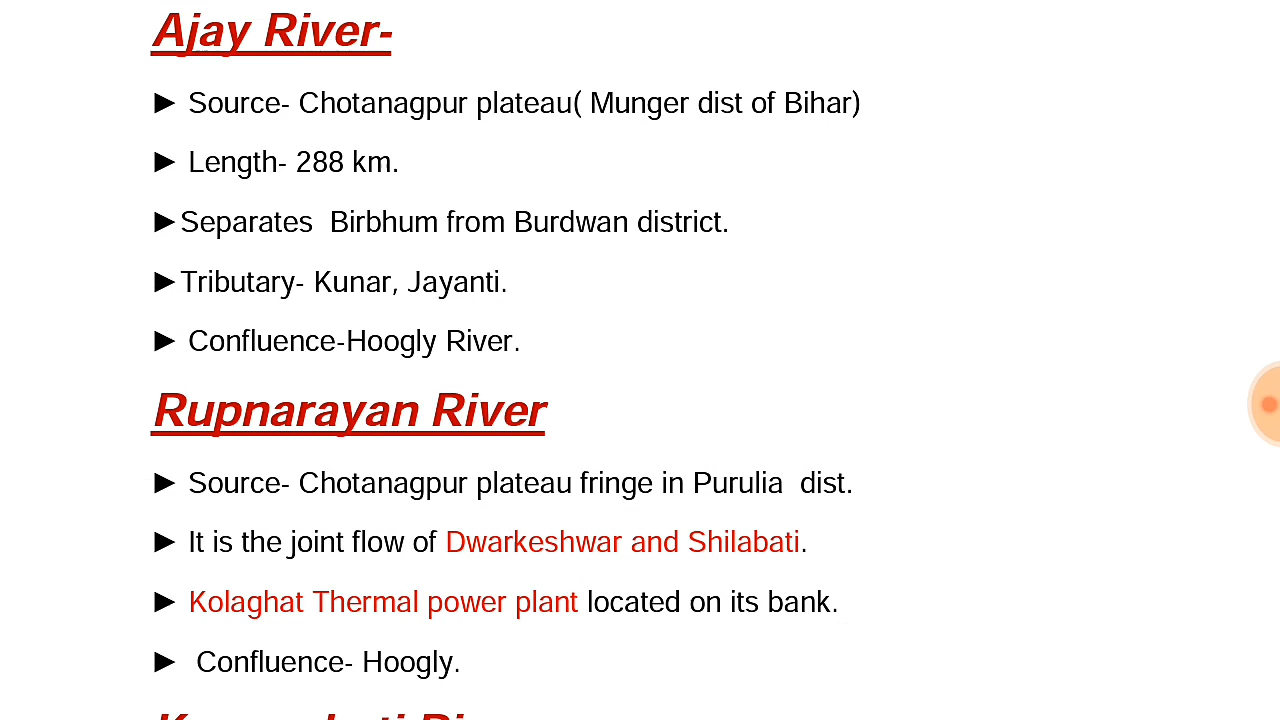 Ajay River-
► Source- Chotanagpur plateau( Munger dist of Bihar)
► Length- 288 km.
►Separates  Birbhum from Burdwan district.
►Tributary- Kunar, Jayanti.
► Confluence-Hoogly River.
Rupnarayan River
► Source- Chotanagpur plateau fringe in Purulia  dist.
► It is the joint flow of Dwarkeshwar and Shilabati.
► Kolaghat Thermal power plant located on its bank.
►  Confluence- Hoogly.